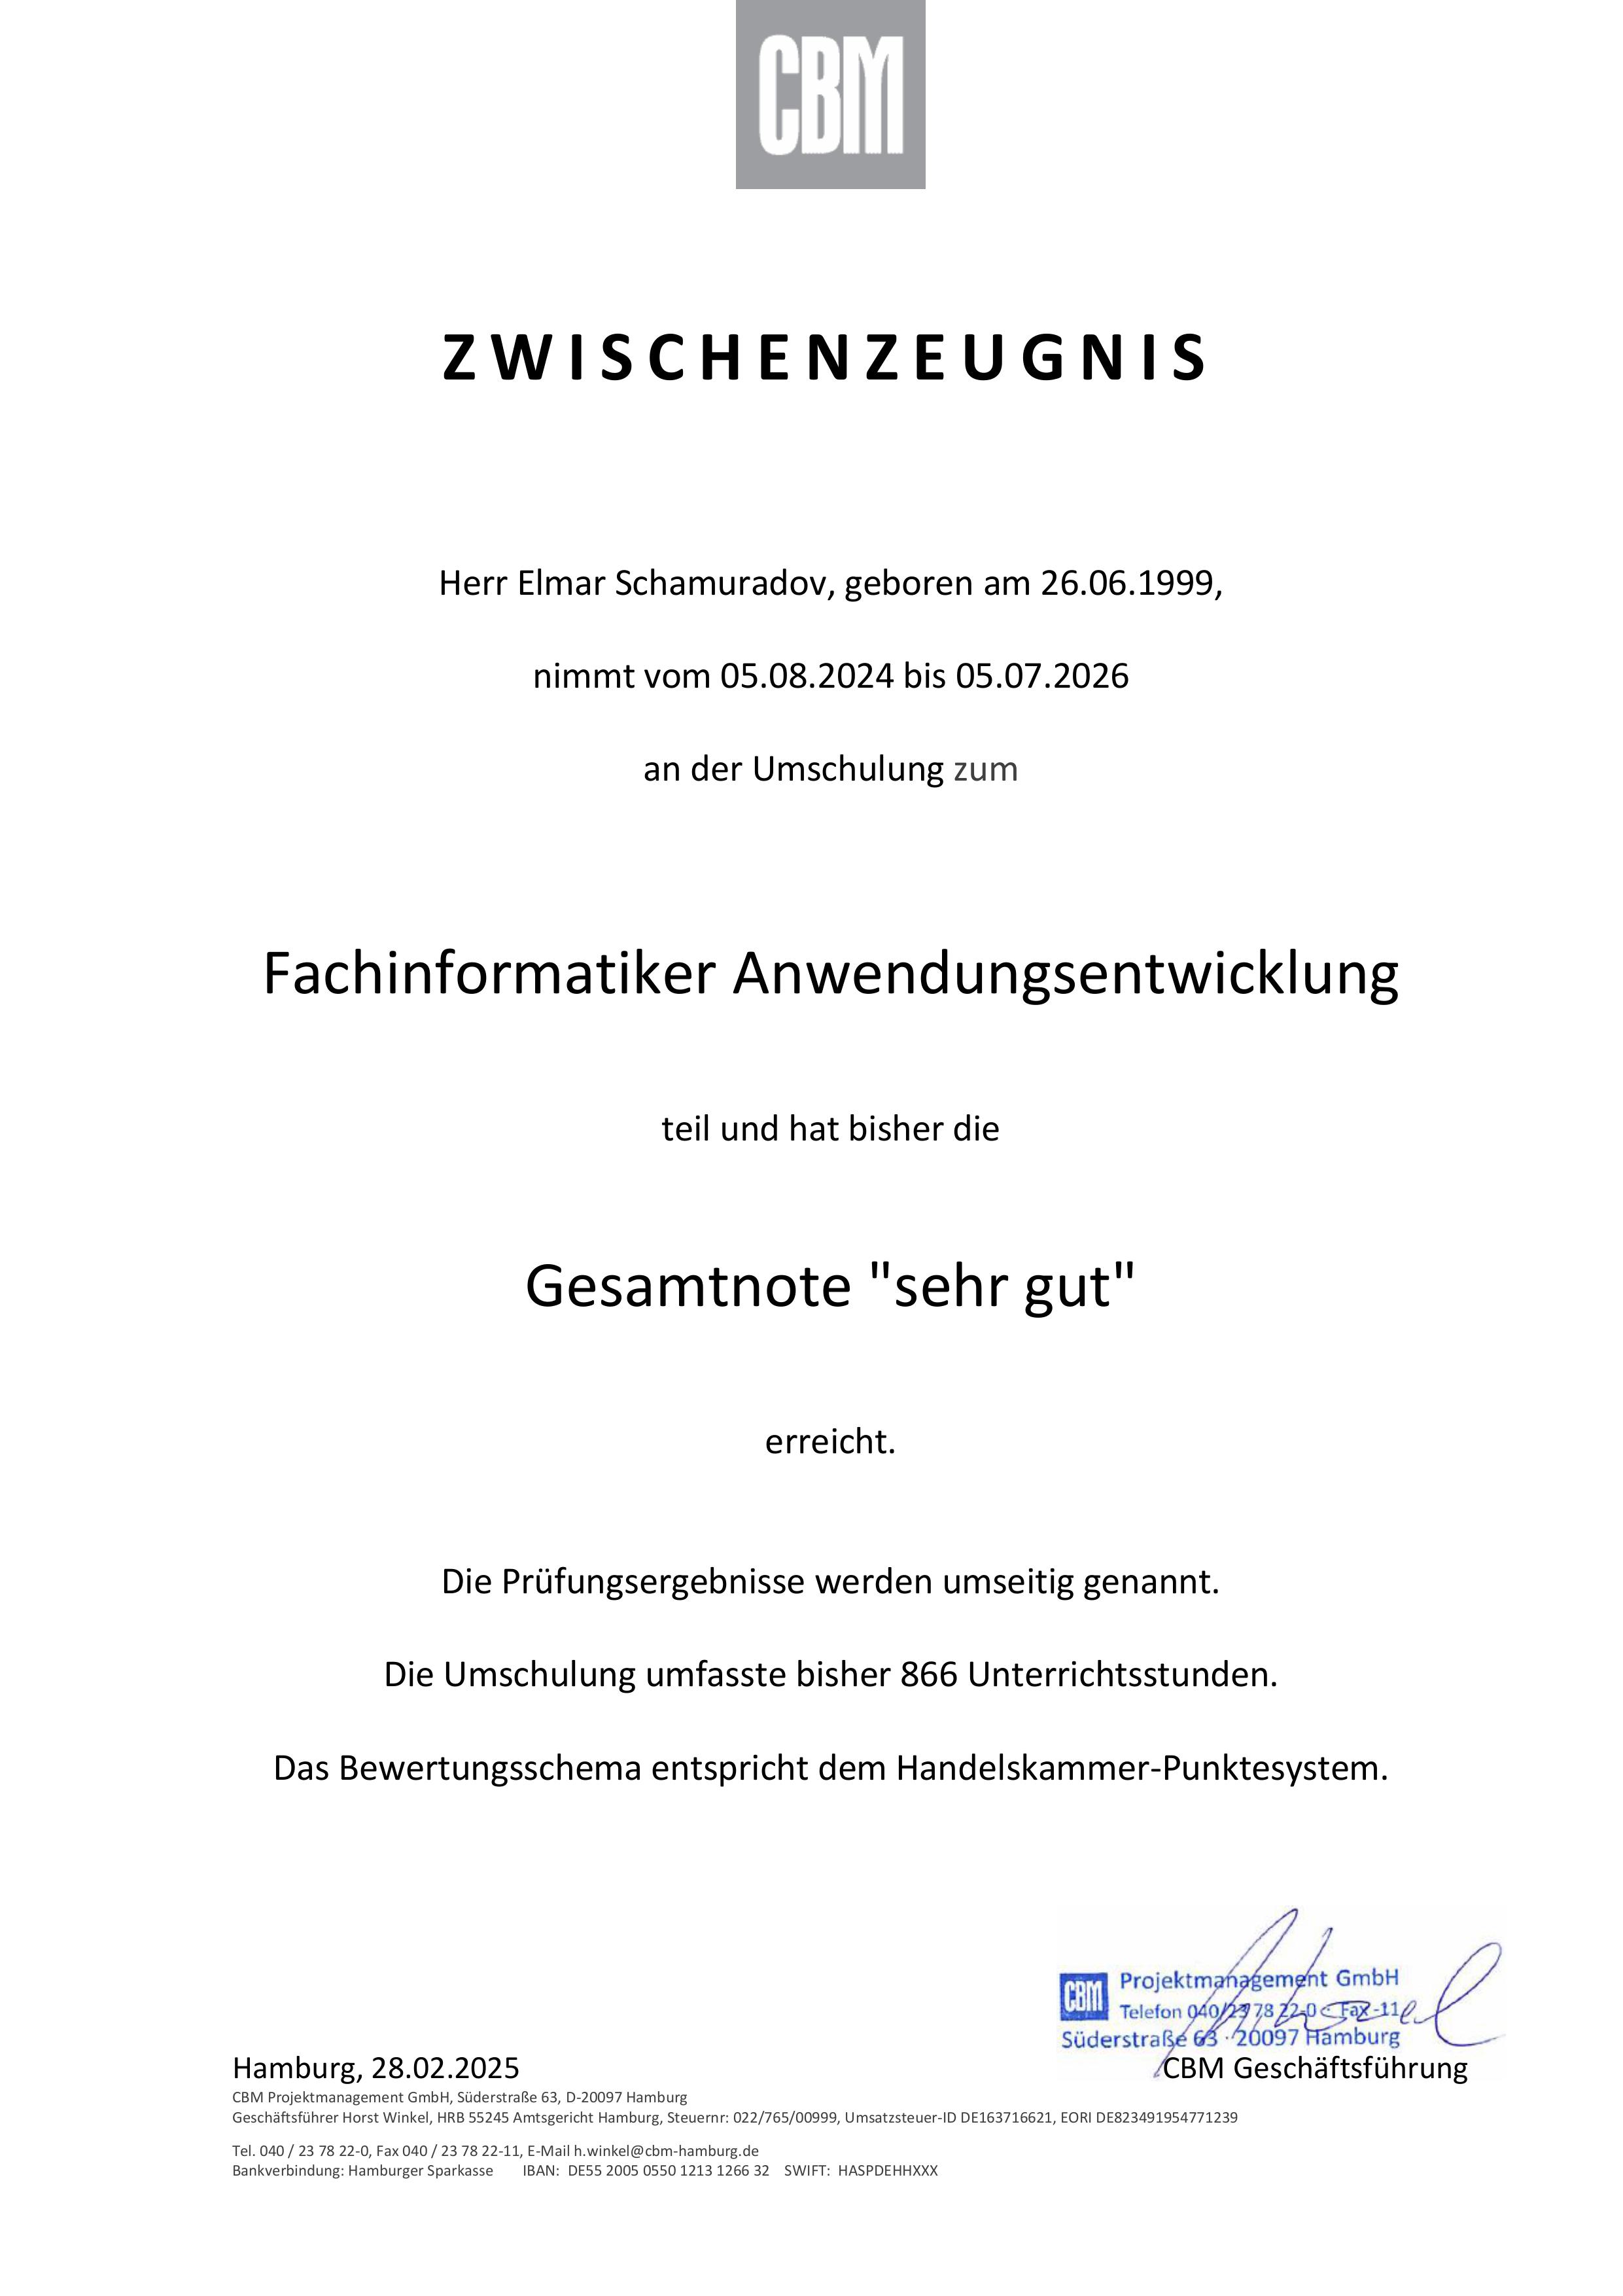 CBM
ZWISCHENZEUGNIS
Herr Elmar Schamuradov, geboren am 26.06.1999,
nimmt vom 05.08.2024 bis 05.07.2026
an der Umschulung zum
Fachinformatiker Anwendungsentwicklung
teil und hat bisher die
Gesamtnote "sehr gut"
erreicht.
Die Prüfungsergebnisse werden umseitig genannt.
Die Umschulung umfasste bisher 866 Unterrichtsstunden.
Das Bewertungsschema entspricht dem Handelskammer-Punktesystem.
CBM Projektmanagement GmbH
Telefon 040/23 78 22-0 · Fax -11
Süderstraße 63 · 20097 Hamburg
Hamburg, 28.02.2025 CBM Geschäftsführung
CBM Projektmanagement GmbH, Süderstraße 63, D-20097 Hamburg
Geschäftsführer Horst Winkel, HRB 55245 Amtsgericht Hamburg, Steuernr: 022/765/00999, Umsatzsteuer-ID DE163716621, EORI DE823491954771239
Tel. 040 / 23 78 22-0, Fax 040 / 23 78 22-11, E-Mail h.winkel@cbm-hamburg.de
Bankverbindung: Hamburger Sparkasse IBAN: DE55 2005 0550 1213 1266 32 SWIFT: HASPDEHHXXX